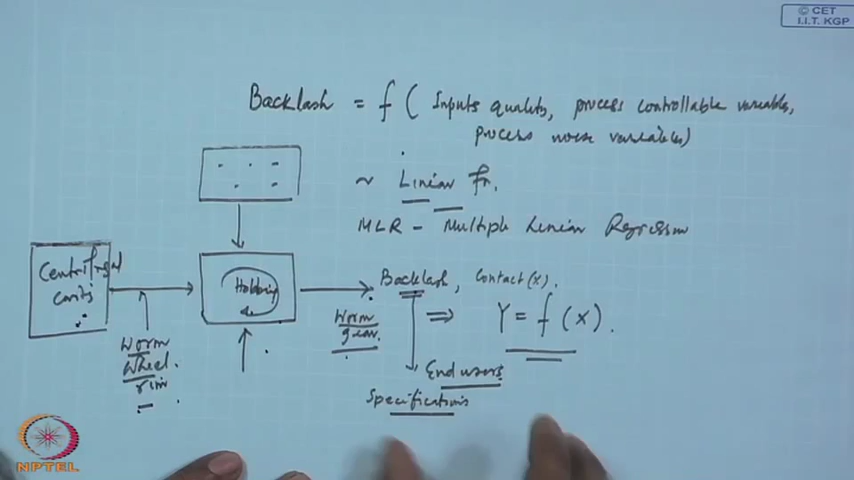 © CET
I.I.T. KGP
Backlash = f ( Inputs quality, process controllable variables,
process noise variables)
~ Linear fn.
MLR - Multiple Linear Regression
Centrifugal
casting
Hobbing
Backlash, Contact (x).
Worm
gear.
⇒ Y = f (x).
Worm
wheel
rim
End users
Specifications
NPTEL